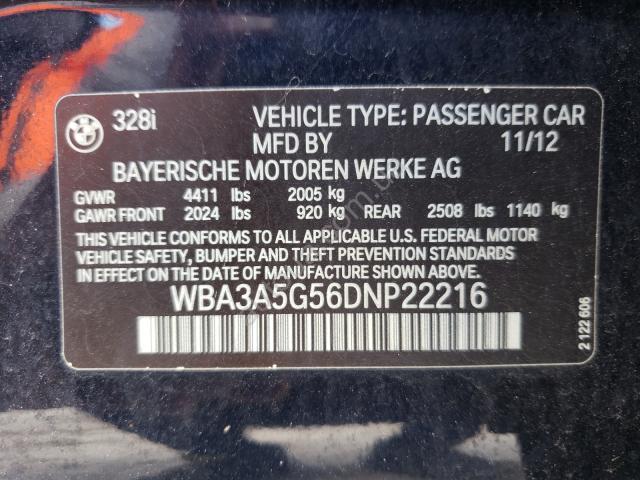 328i VEHICLE TYPE: PASSENGER CAR
MFD BY 11/12
BAYERISCHE MOTOREN WERKE AG
GVWR 4411 lbs 2005 kg
GAWR FRONT 2024 lbs 920 kg REAR 2508 lbs 1140 kg
THIS VEHICLE CONFORMS TO ALL APPLICABLE U.S. FEDERAL MOTOR
VEHICLE SAFETY, BUMPER AND THEFT PREVENTION STANDARDS
IN EFFECT ON THE DATE OF MANUFACTURE SHOWN ABOVE.
WBA3A5G56DNP22216
2 122 606